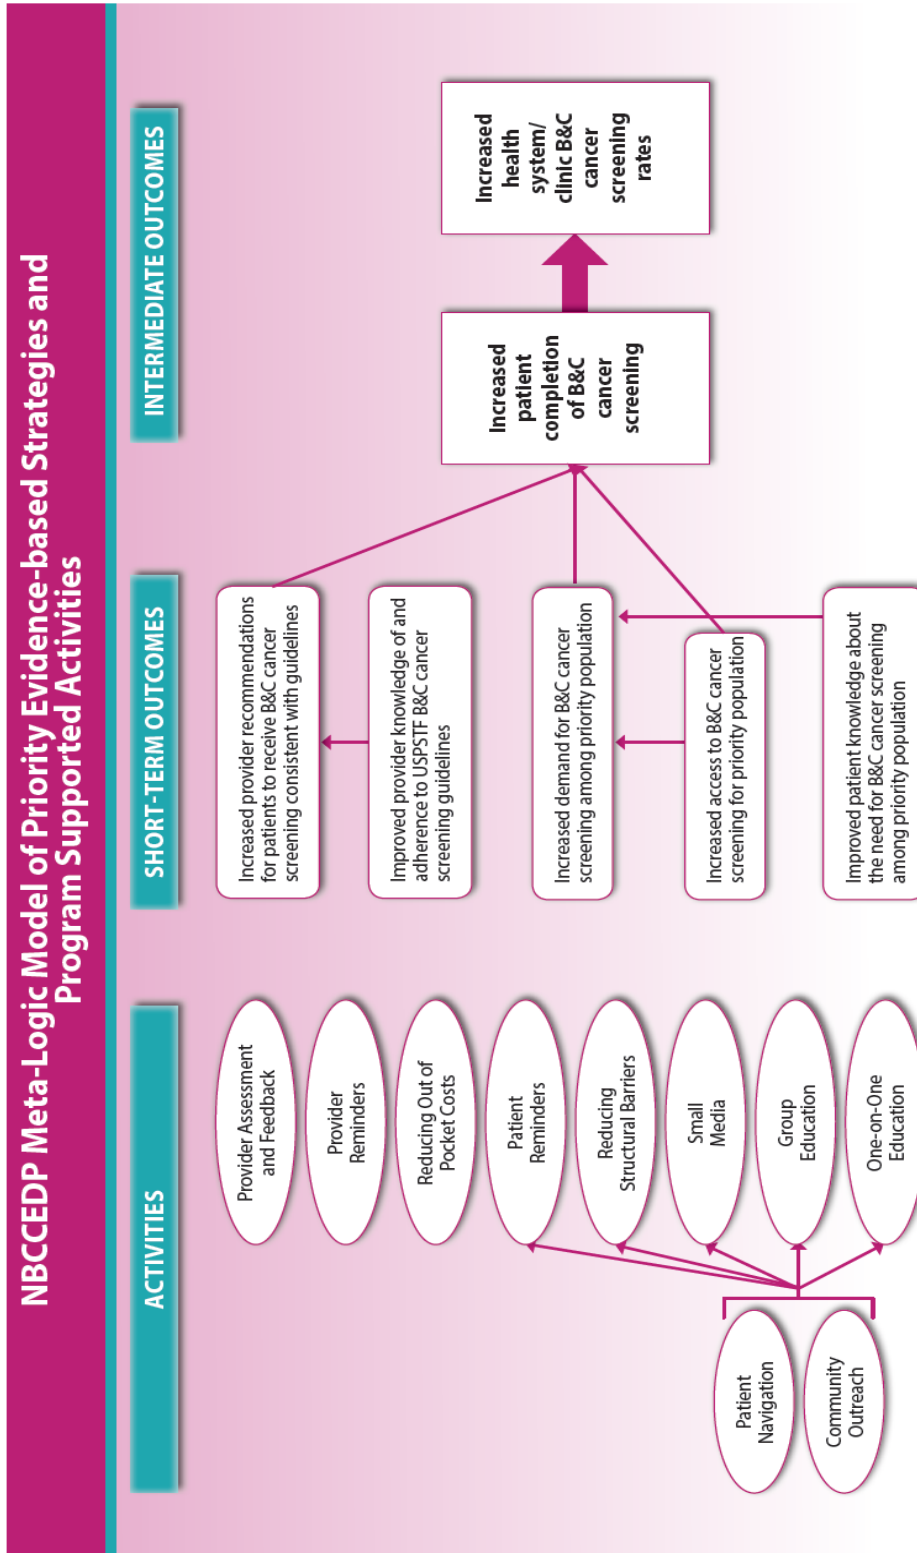 NBCCEDP Meta-Logic Model of Priority Evidence-based Strategies and
Program Supported Activities
ACTIVITIES
SHORT-TERM OUTCOMES
INTERMEDIATE OUTCOMES
Patient
Navigation
Community
Outreach
Provider Assessment
and Feedback
Provider
Reminders
Reducing Out of
Pocket Costs
Patient
Reminders
Reducing
Structural Barriers
Small
Media
Group
Education
One-on-One
Education
Increased provider recommendations
for patients to receive B&C cancer
screening consistent with guidelines
Improved provider knowledge of and
adherence to USPSTF B&C cancer
screening guidelines
Increased demand for B&C cancer
screening among priority population
Increased access to B&C cancer
screening for priority population
Improved patient knowledge about
the need for B&C cancer screening
among priority population
Increased
patient
completion
of B&C
cancer
screening
Increased
health
system/
clinic B&C
cancer
screening
rates